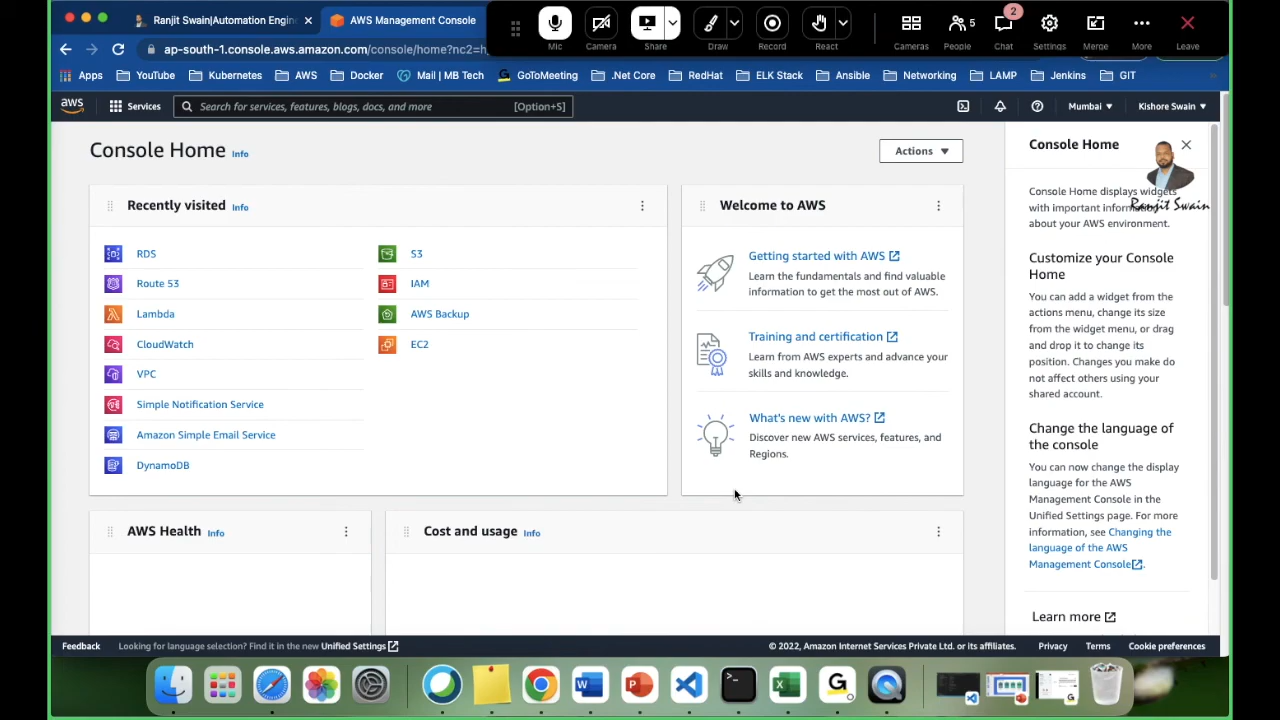 Ranjit Swain|Automation Engine
AWS Management Console
Mic
Camera
Share
Draw
Record
React
Cameras
People
5
Chat
2
Settings
Merge
More
Leave
ap-south-1.console.aws.amazon.com/console/home?nc2=h
Apps
YouTube
Kubernetes
AWS
Docker
Mail | MB Tech
GoToMeeting
.Net Core
RedHat
ELK Stack
Ansible
Networking
LAMP
Jenkins
GIT
aws
Services
Search for services, features, blogs, docs, and more
[Option+S]
Mumbai
Kishore Swain
Console Home Info
Actions
Recently visited Info
RDS
Route 53
Lambda
CloudWatch
VPC
Simple Notification Service
Amazon Simple Email Service
DynamoDB
S3
IAM
AWS Backup
EC2
Welcome to AWS
Getting started with AWS
Learn the fundamentals and find valuable
information to get the most out of AWS.
Training and certification
Learn from AWS experts and advance your
skills and knowledge.
What's new with AWS?
Discover new AWS services, features, and
Regions.
AWS Health Info
Cost and usage Info
Console Home
Ranjit Swain
Console Home displays widgets
with important information
about your AWS environment.
Customize your Console
Home
You can add a widget from the
actions menu, change its size
from the widget menu, or drag
and drop it to change its
position. Changes you make do
not affect others using your
shared account.
Change the language of
the console
You can now change the display
language for the AWS
Management Console in the
Unified Settings page. For more
information, see Changing the
language of the AWS
Management Console.
Learn more
Feedback
Looking for language selection? Find it in the new Unified Settings
© 2022, Amazon Internet Services Private Ltd. or its affiliates.
Privacy
Terms
Cookie preferences